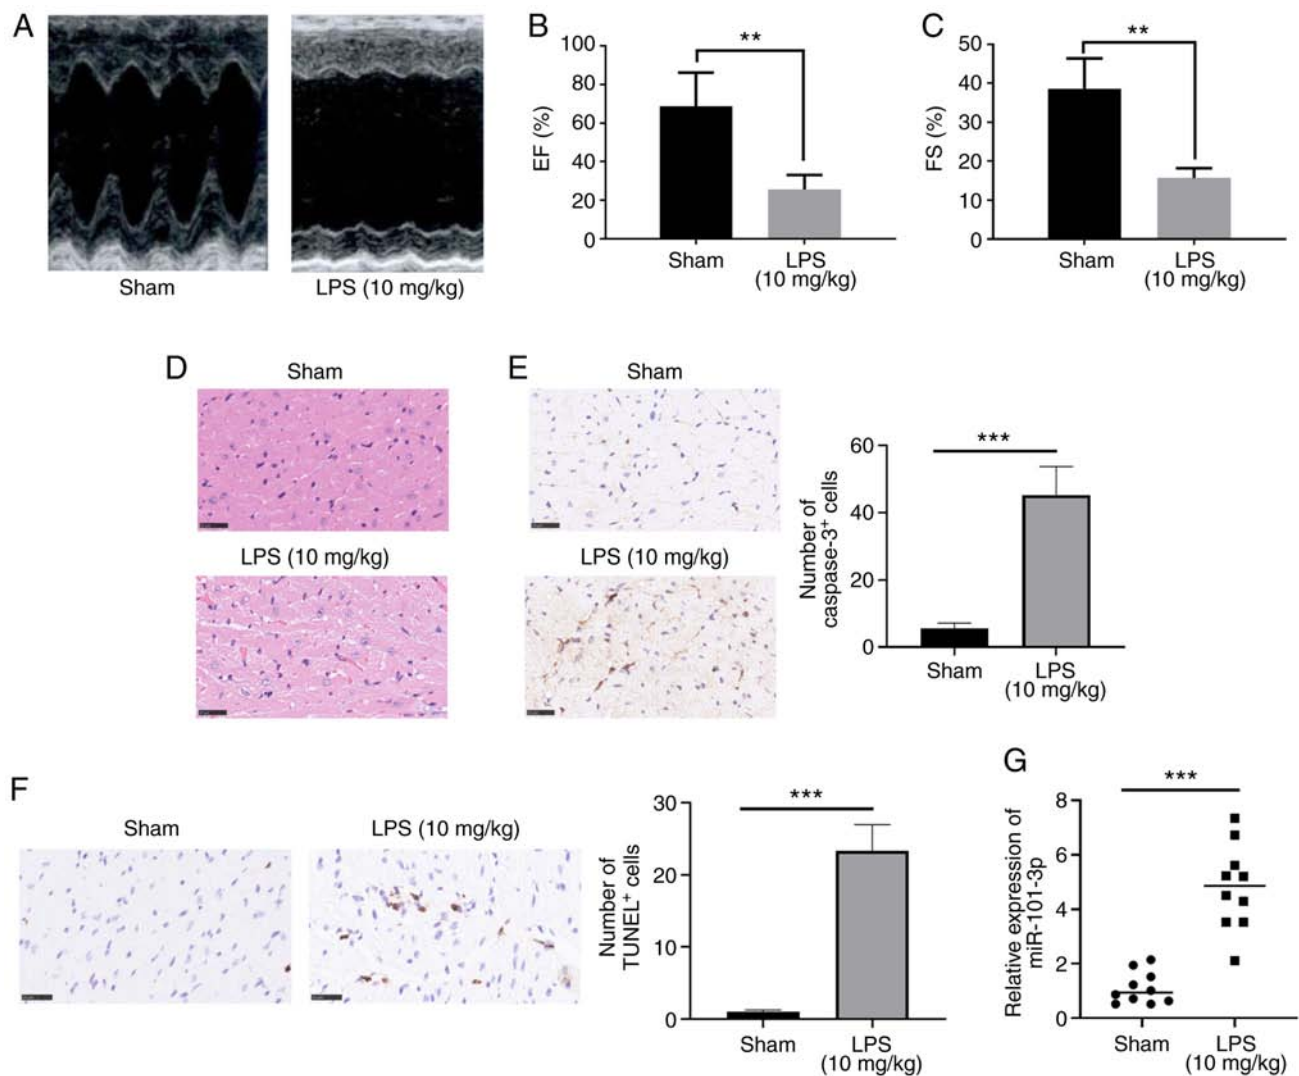 A
Sham
LPS (10 mg/kg)
B
EF (%)
100
80
60
40
20
0
**
Sham
LPS
(10 mg/kg)
C
FS (%)
50
40
30
20
10
0
**
Sham
LPS
(10 mg/kg)
D
Sham
LPS (10 mg/kg)
E
Sham
LPS (10 mg/kg)
Number of
caspase-3⁺ cells
60
40
20
0
***
Sham
LPS
(10 mg/kg)
F
Sham
LPS (10 mg/kg)
Number of
TUNEL⁺ cells
30
20
10
0
***
Sham
LPS
(10 mg/kg)
G
Relative expression of
miR-101-3p
8
6
4
2
0
***
Sham
LPS
(10 mg/kg)